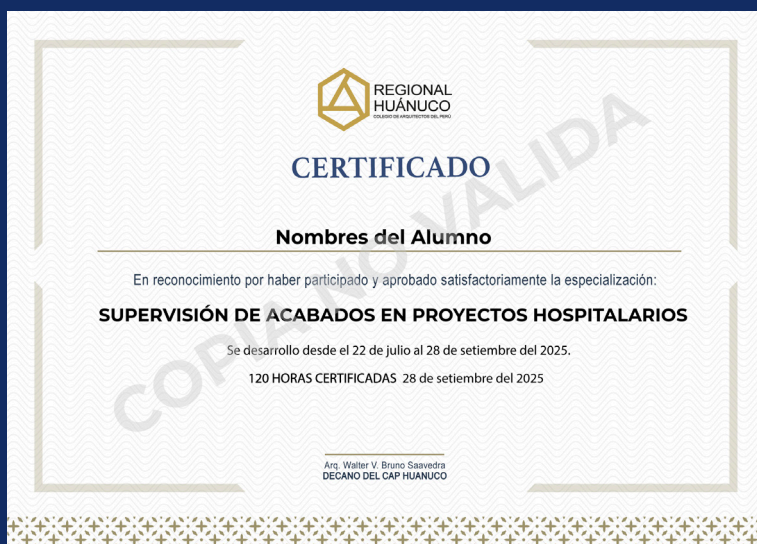 REGIONAL
HUÁNUCO
COLEGIO DE ARQUITECTOS DEL PERÚ
CERTIFICADO
Nombres del Alumno
En reconocimiento por haber participado y aprobado satisfactoriamente la especialización:
SUPERVISIÓN DE ACABADOS EN PROYECTOS HOSPITALARIOS
Se desarrollo desde el 22 de julio al 28 de setiembre del 2025.
120 HORAS CERTIFICADAS 28 de setiembre del 2025
COPIA NO VALIDA
Arq. Walter V. Bruno Saavedra
DECANO DEL CAP HUANUCO